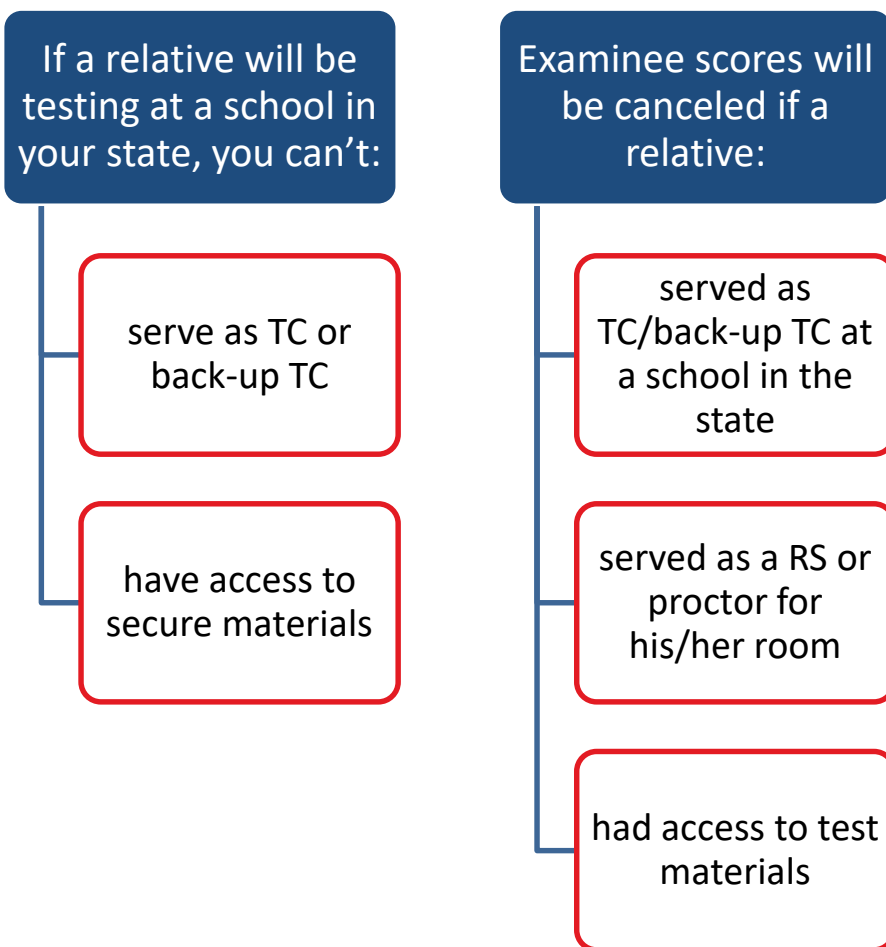 If a relative will be
testing at a school in
your state, you can’t:
serve as TC or
back-up TC
have access to
secure materials
Examinee scores will
be canceled if a
relative:
served as
TC/back-up TC at
a school in the
state
served as a RS or
proctor for
his/her room
had access to test
materials